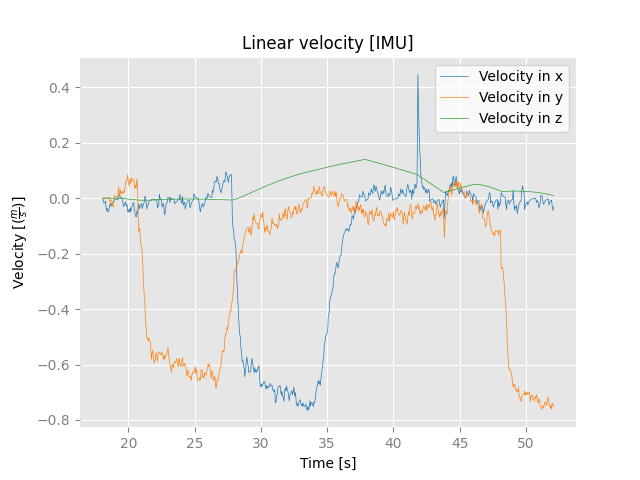 Linear velocity [IMU]
Velocity in x
Velocity in y
Velocity in z
Velocity [(m/s)]
0.4
0.2
0.0
−0.2
−0.4
−0.6
−0.8
20 25 30 35 40 45 50
Time [s]